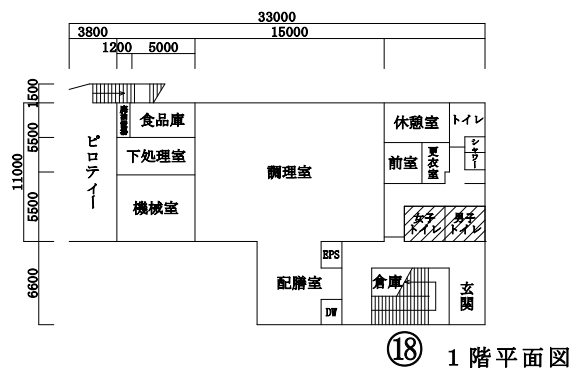 33000
3800 15000
1200 5000
1500
5500
11000
5500
6600
食品庫
下処理室
機械室
ピロティー
調理室
休憩室
トイレ
シャワー
前室
更衣室
女子トイレ
男子トイレ
EPS
配膳室
DW
倉庫
玄関
⑱ 1階平面図